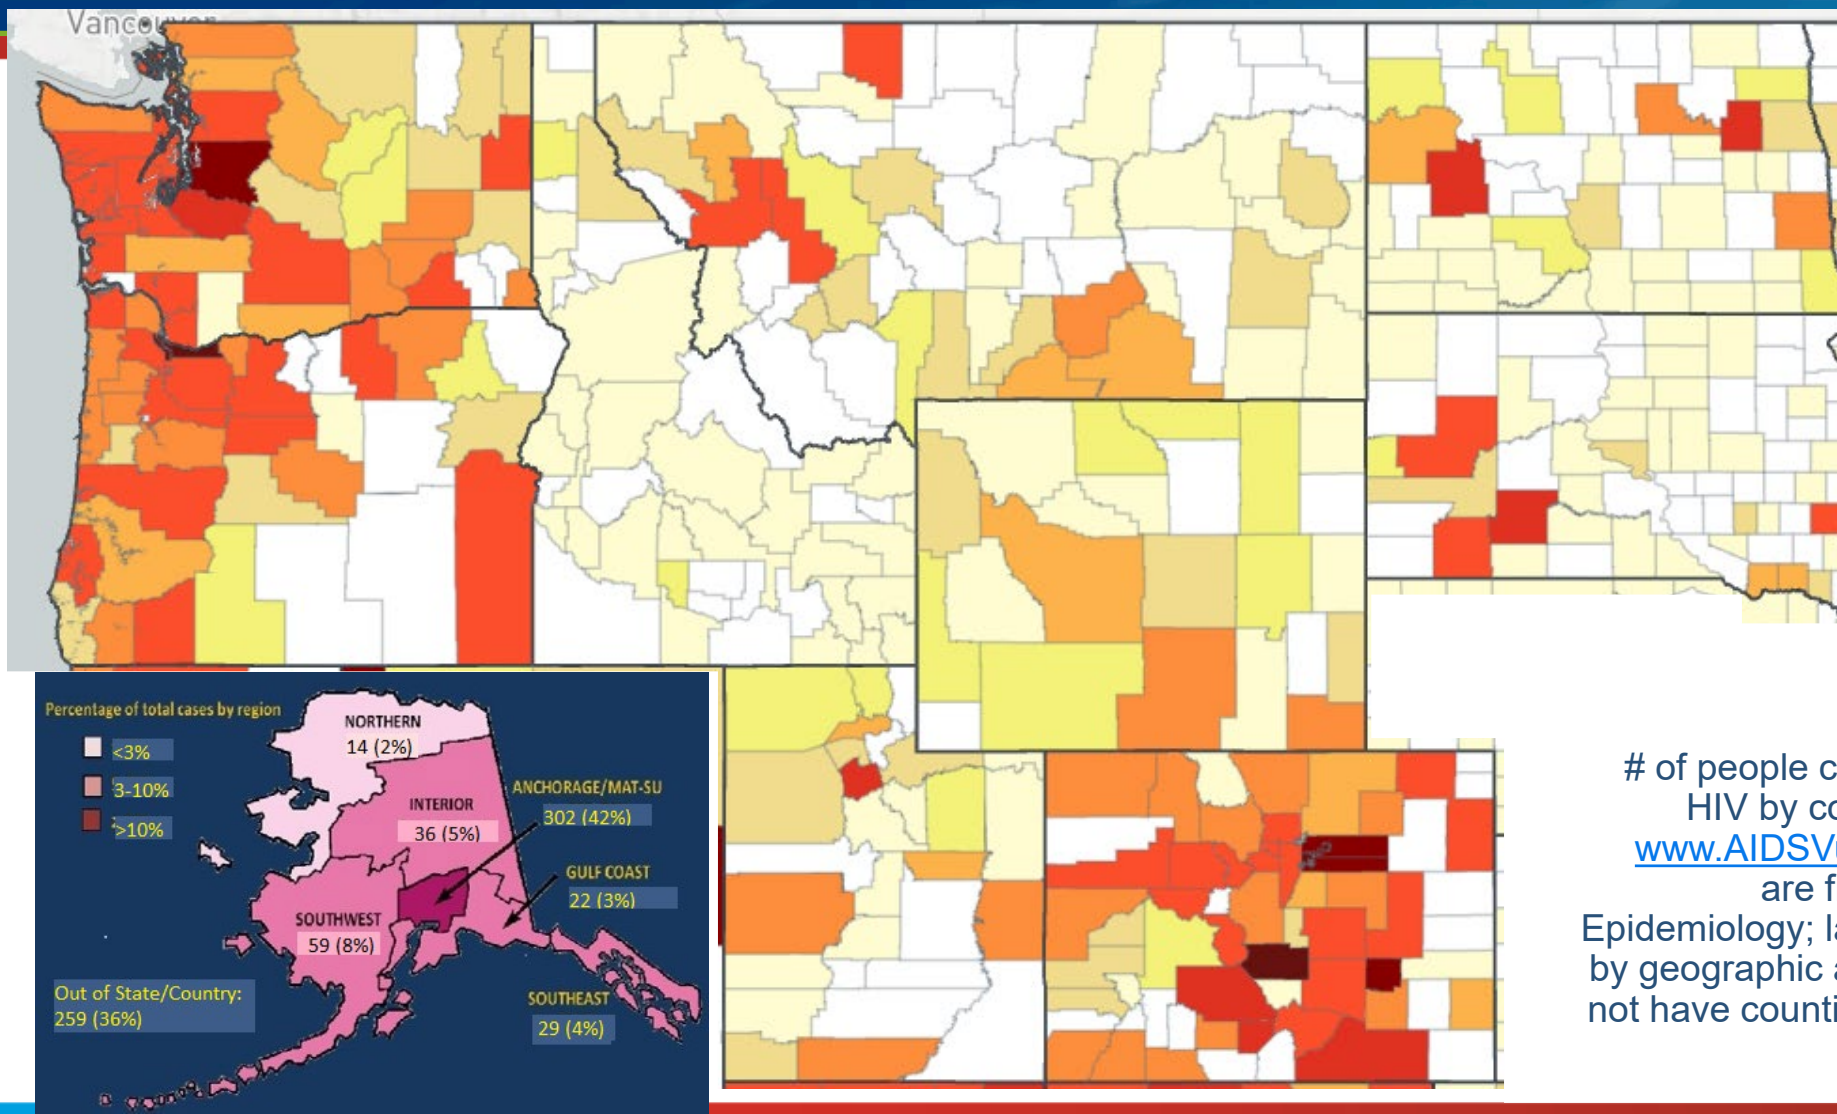 Vancouver
Percentage of total cases by region
<3%
3-10%
>10%
NORTHERN
14 (2%)
INTERIOR
36 (5%)
ANCHORAGE/MAT-SU
302 (42%)
GULF COAST
22 (3%)
SOUTHWEST
59 (8%)
SOUTHEAST
29 (4%)
Out of State/Country:
259 (36%)
# of people c
HIV by co
www.AIDSV
are f
Epidemiology; la
by geographic a
not have counti